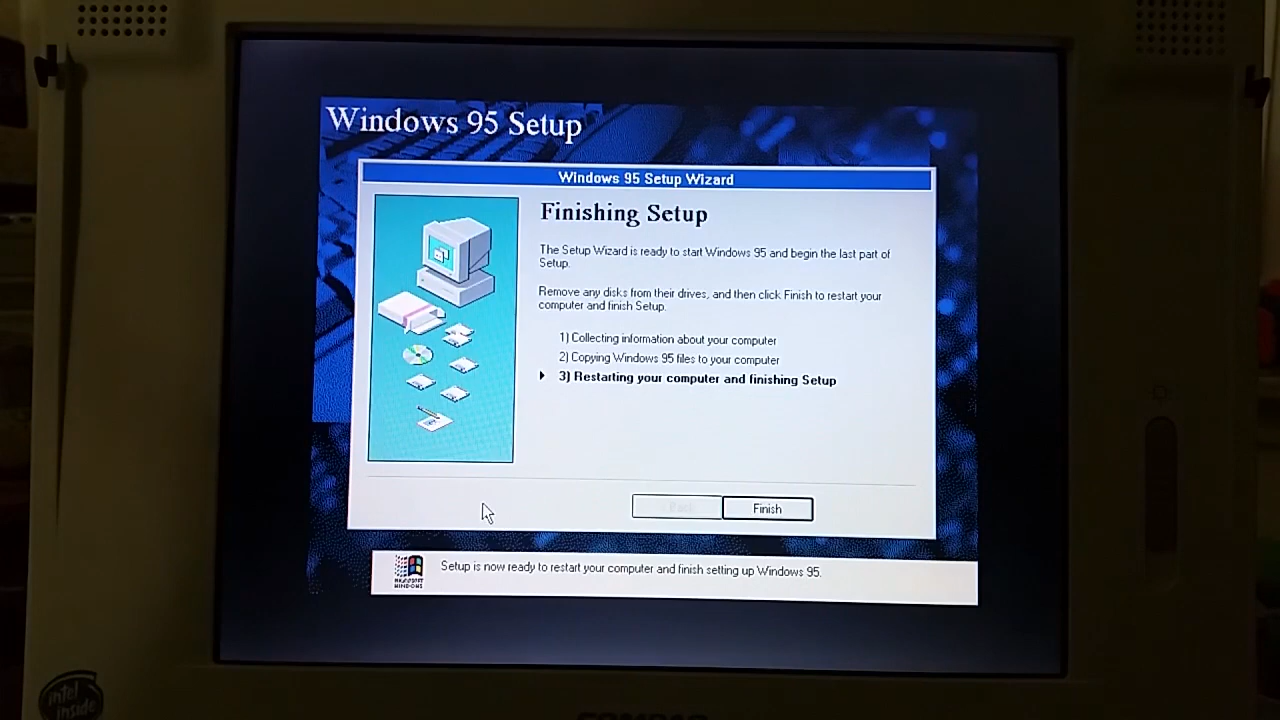 Windows 95 Setup
Windows 95 Setup Wizard
Finishing Setup
The Setup Wizard is ready to start Windows 95 and begin the last part of
Setup.
Remove any disks from their drives, and then click Finish to restart your
computer and finish Setup.
1) Collecting information about your computer
2) Copying Windows 95 files to your computer
3) Restarting your computer and finishing Setup
Finish
Setup is now ready to restart your computer and finish setting up Windows 95.
MICROSOFT
WINDOWS
intel
inside